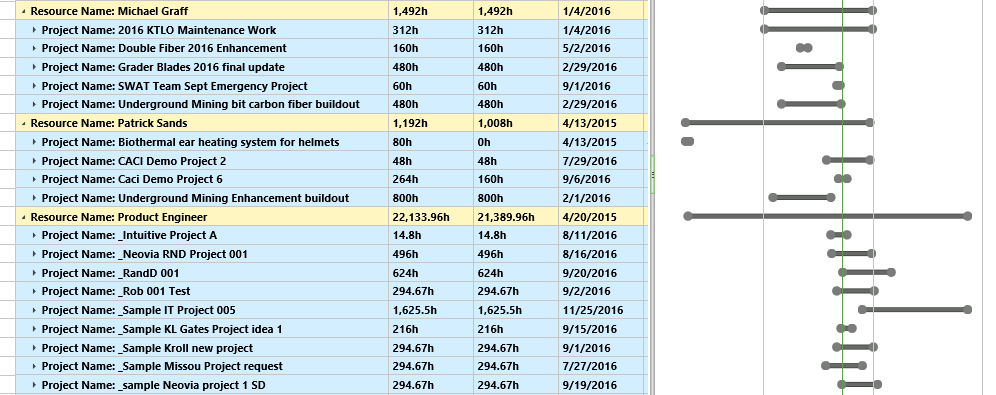 Resource Name: Michael Graff 1,492h 1,492h 1/4/2016
Project Name: 2016 KTLO Maintenance Work 312h 312h 1/4/2016
Project Name: Double Fiber 2016 Enhancement 160h 160h 5/2/2016
Project Name: Grader Blades 2016 final update 480h 480h 2/29/2016
Project Name: SWAT Team Sept Emergency Project 60h 60h 9/1/2016
Project Name: Underground Mining bit carbon fiber buildout 480h 480h 2/29/2016
Resource Name: Patrick Sands 1,192h 1,008h 4/13/2015
Project Name: Biothermal ear heating system for helmets 80h 0h 4/13/2015
Project Name: CACI Demo Project 2 48h 48h 7/29/2016
Project Name: Caci Demo Project 6 264h 160h 9/6/2016
Project Name: Underground Mining Enhancement buildout 800h 800h 2/1/2016
Resource Name: Product Engineer 22,133.96h 21,389.96h 4/20/2015
Project Name: _Intuitive Project A 14.8h 14.8h 8/11/2016
Project Name: _Neovia RND Project 001 496h 496h 8/16/2016
Project Name: _RandD 001 624h 624h 9/20/2016
Project Name: _Rob 001 Test 294.67h 294.67h 9/2/2016
Project Name: _Sample IT Project 005 1,625.5h 1,625.5h 11/25/2016
Project Name: _Sample KL Gates Project idea 1 216h 216h 9/15/2016
Project Name: _Sample Kroll new project 294.67h 294.67h 9/1/2016
Project Name: _Sample Missou Project request 294.67h 294.67h 7/27/2016
Project Name: _sample Neovia project 1 SD 294.67h 294.67h 9/19/2016